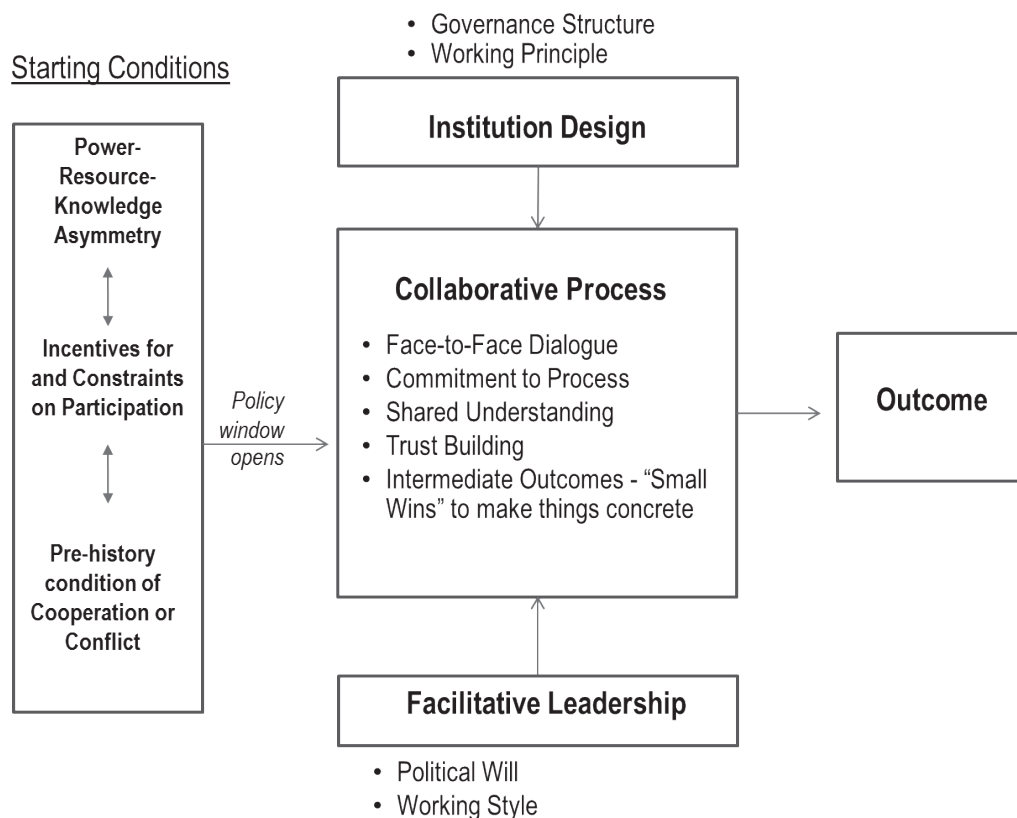 Starting Conditions
Power-
Resource-
Knowledge
Asymmetry
Incentives for
and Constraints
on Participation
Pre-history
condition of
Cooperation or
Conflict
Policy
window
opens
• Governance Structure
• Working Principle
Institution Design
Collaborative Process
• Face-to-Face Dialogue
• Commitment to Process
• Shared Understanding
• Trust Building
• Intermediate Outcomes - “Small
Wins” to make things concrete
Facilitative Leadership
• Political Will
• Working Style
Outcome